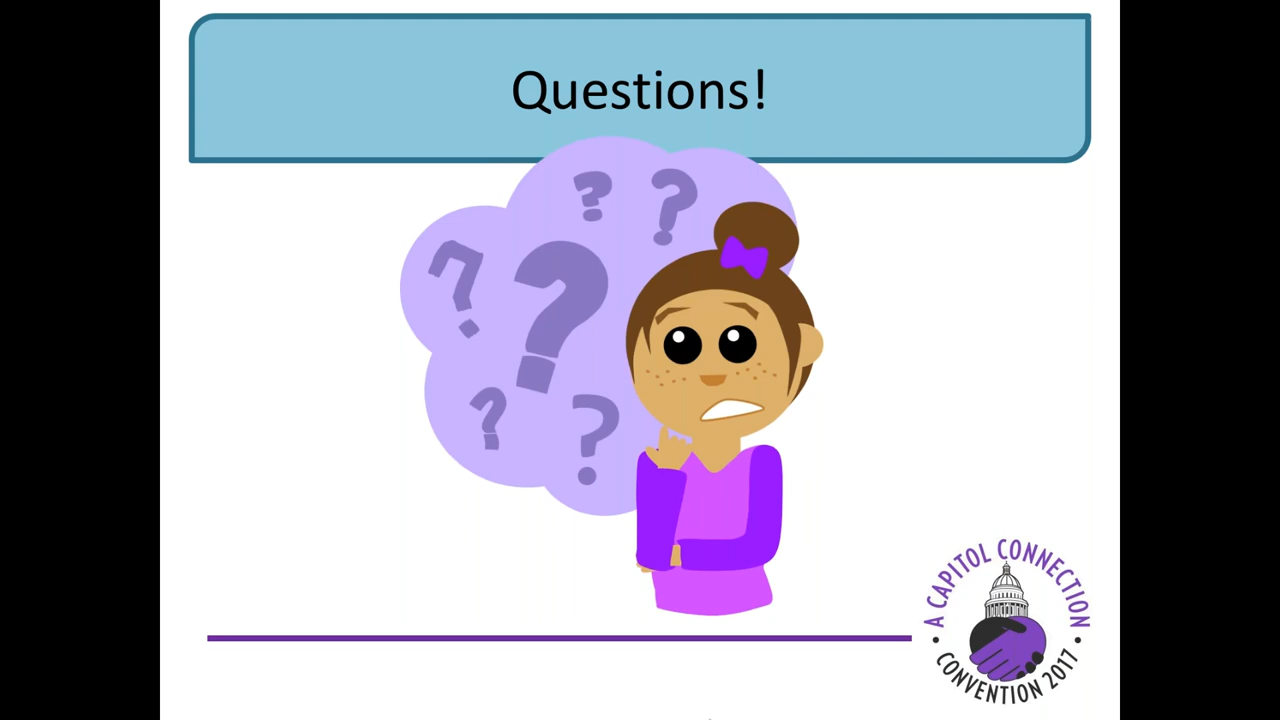 Questions!
? ?
? ?
? ?
A CAPITOL CONNECTION
• CONVENTION 2017 •